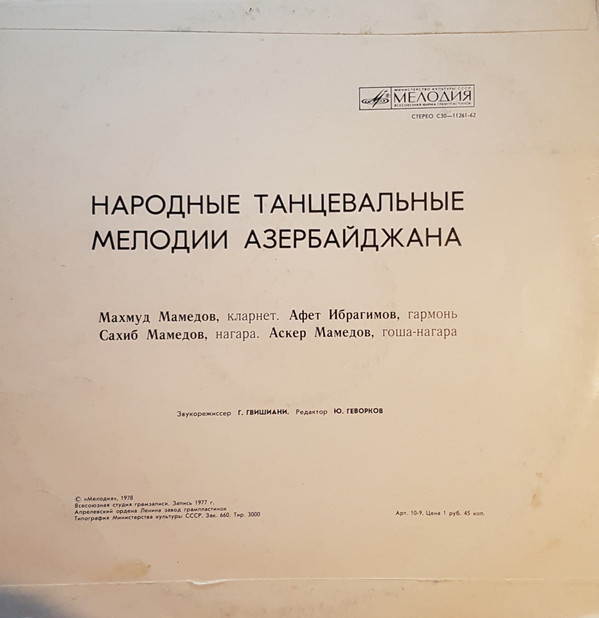 МИНИСТЕРСТВО КУЛЬТУРЫ СССР
МЕЛОДИЯ
ВСЕСОЮЗНАЯ ФИРМА ГРАМПЛАСТИНОК
СТЕРЕО С30—11261-62
НАРОДНЫЕ ТАНЦЕВАЛЬНЫЕ
МЕЛОДИИ АЗЕРБАЙДЖАНА
Махмуд Мамедов, кларнет. Афет Ибрагимов, гармонь
Сахиб Мамедов, нагара. Аскер Мамедов, гоша-нагара
Звукорежиссер Г. ГВИШИАНИ. Редактор Ю. ГЕВОРКОВ
© «Мелодия», 1978
Всесоюзная студия грамзаписи, Запись 1977 г.
Апрелевский ордена Ленина завод грампластинок
Типография Министерства культуры СССР. Зак. 660. Тир. 3000
Арт. 10-9. Цена 1 руб. 45 коп.